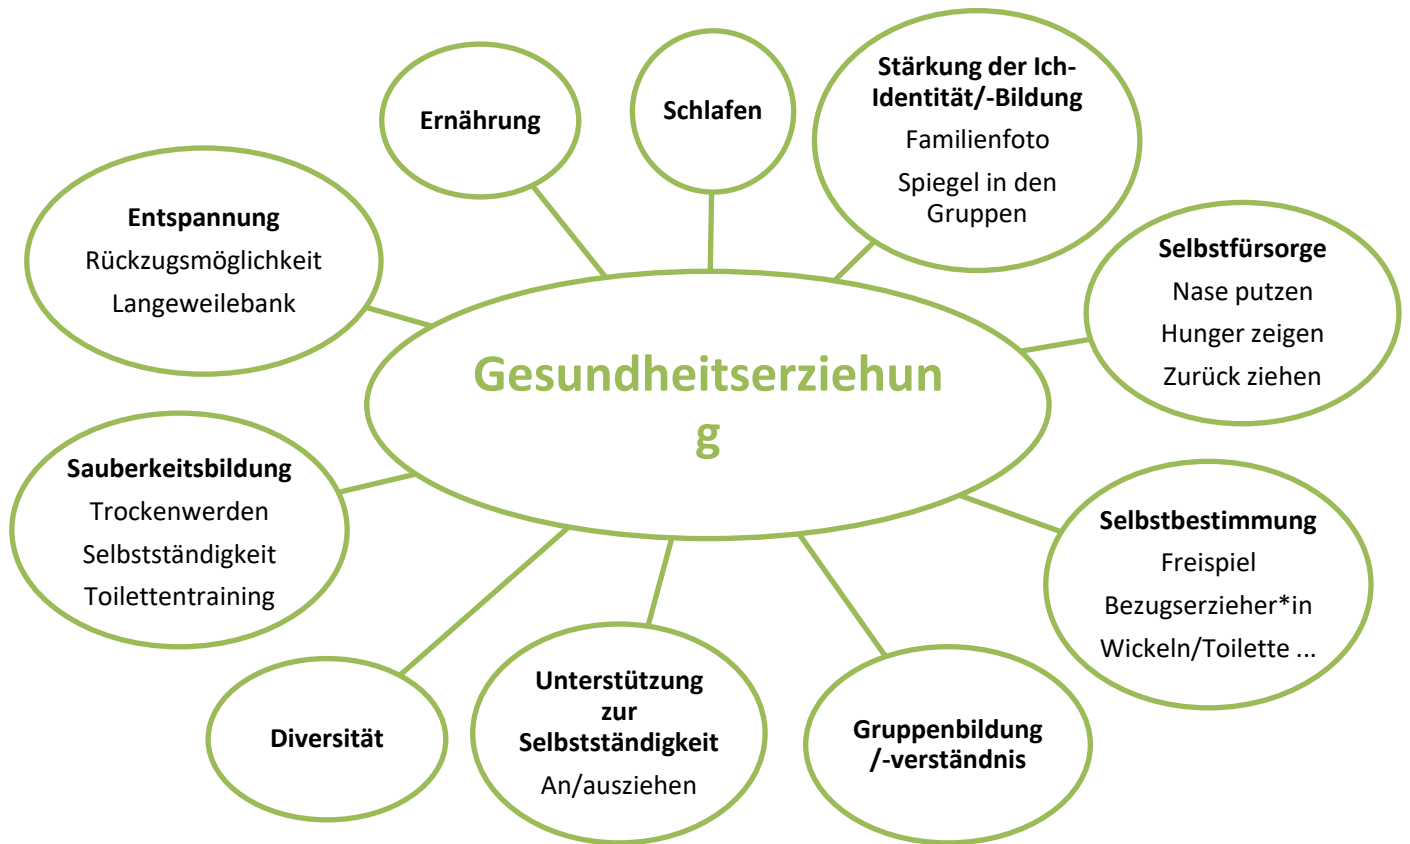 Gesundheitserziehun
g
Ernährung
Schlafen
Stärkung der Ich-
Identität/-Bildung
Familienfoto
Spiegel in den
Gruppen
Selbstfürsorge
Nase putzen
Hunger zeigen
Zurück ziehen
Selbstbestimmung
Freispiel
Bezugserzieher*in
Wickeln/Toilette ...
Gruppenbildung
/-verständnis
Unterstützung
zur
Selbstständigkeit
An/ausziehen
Diversität
Sauberkeitsbildung
Trockenwerden
Selbstständigkeit
Toilettentraining
Entspannung
Rückzugsmöglichkeit
Langeweilebank